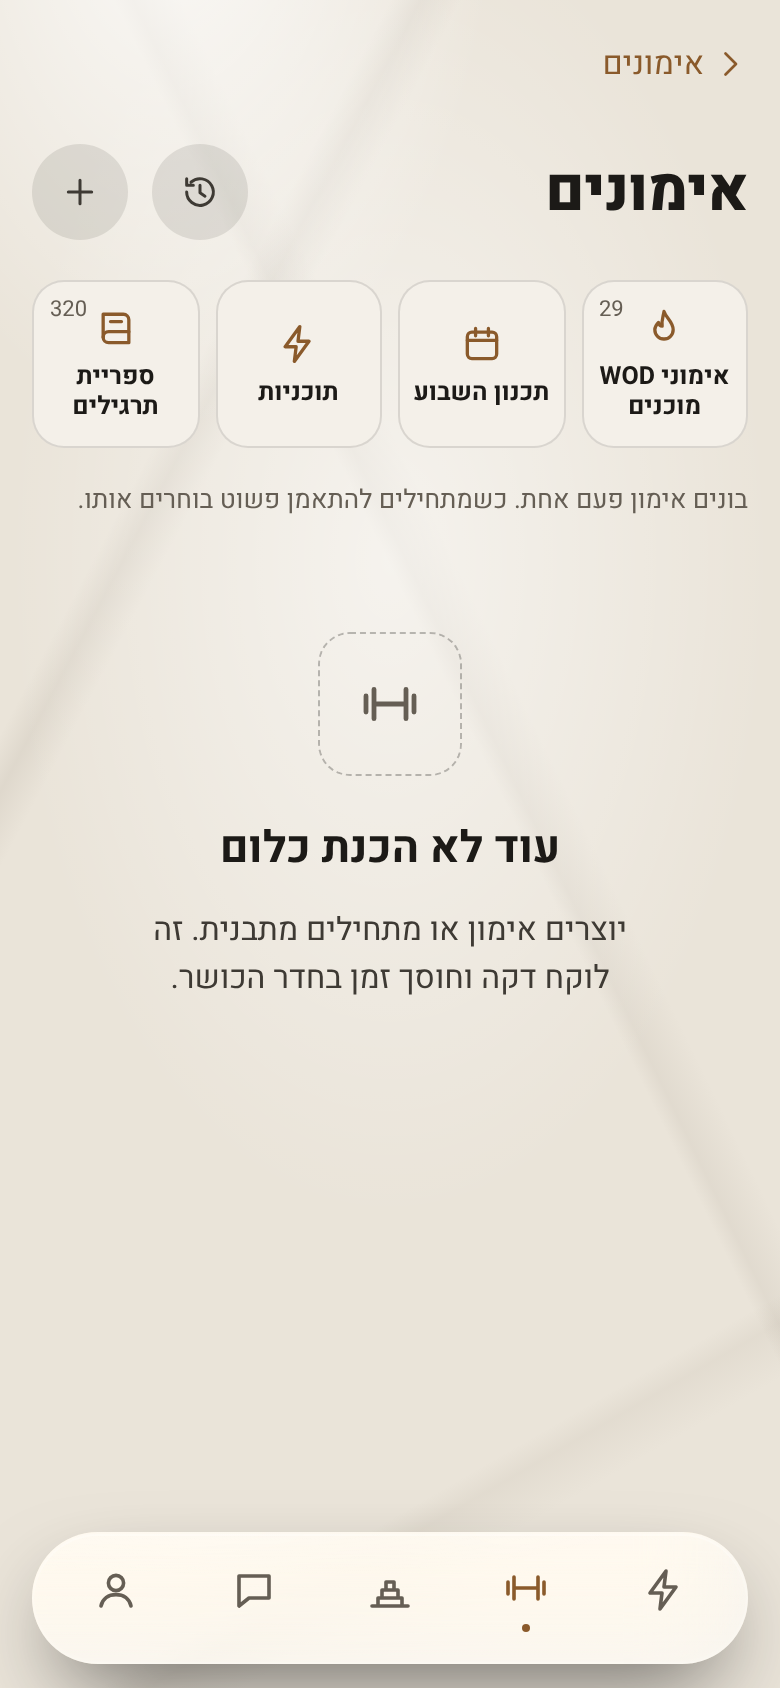 אימונים
אימונים
29
אימוני WOD
מוכנים
תכנון השבוע
תוכניות
320
ספריית
תרגילים
בונים אימון פעם אחת. כשמתחילים להתאמן פשוט בוחרים אותו.
עוד לא הכנת כלום
יוצרים אימון או מתחילים מתבנית. זה
לוקח דקה וחוסך זמן בחדר הכושר.